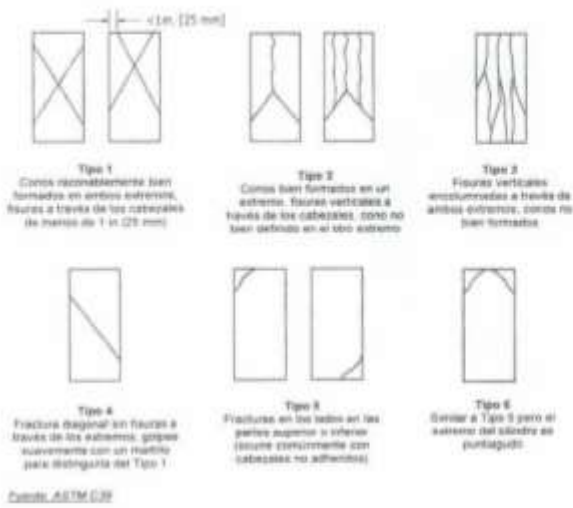 <1in. [25 mm]
Tipo 1
Conos razonablemente bien
formados en ambos extremos,
fisuras a través de los cabezales
de menos de 1 in (25 mm)
Tipo 2
Conos bien formados en un
extremo, fisuras verticales a
través de los cabezales, cono no
bien definido en el otro extremo
Tipo 3
Fisuras verticales
encolumnadas a través de
ambos extremos, conos no
bien formados
Tipo 4
Fractura diagonal sin fisuras a
través de los extremos; golpee
suavemente con un martillo
para distinguirla del Tipo 1
Tipo 5
Fracturas en los lados en las
partes superior o inferior
(ocurre comúnmente con
cabezales no adheridos)
Tipo 6
Similar a Tipo 5 pero el
extremo del cilindro es
puntiagudo
Fuente: ASTM C39